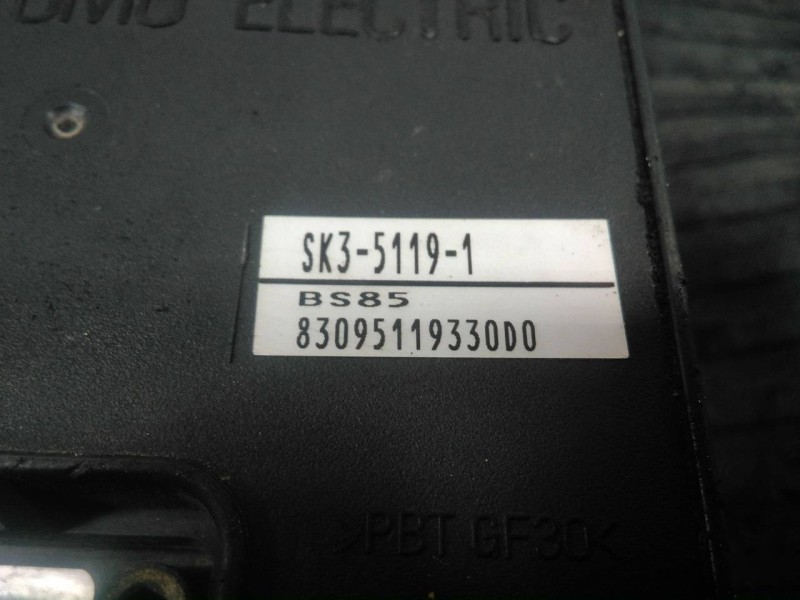 ELECTRIC
SK3-5119-1
BS85
83095119330D0
>PBT GF30<